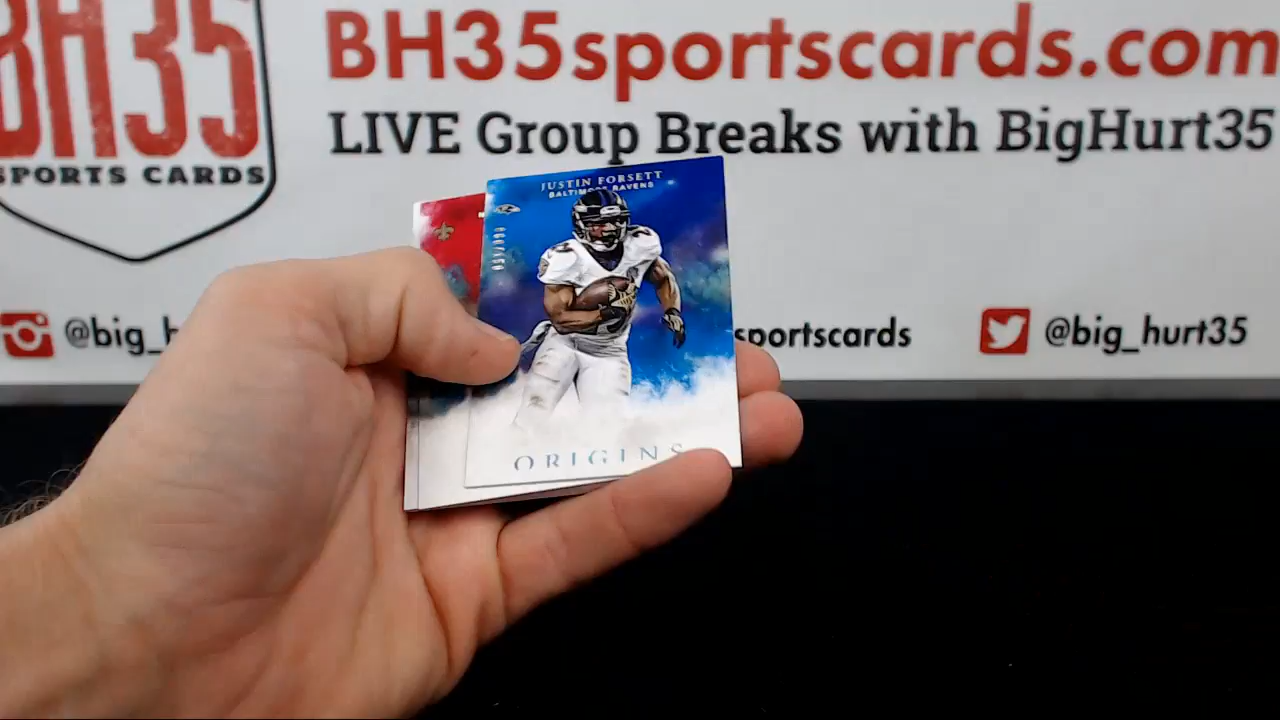 BH35
SPORTS CARDS
BH35sportscards.com
LIVE Group Breaks with BigHurt35
@big_h
sportscards
@big_hurt35
JUSTIN FORSETT
BALTIMORE RAVENS
ORIGINS